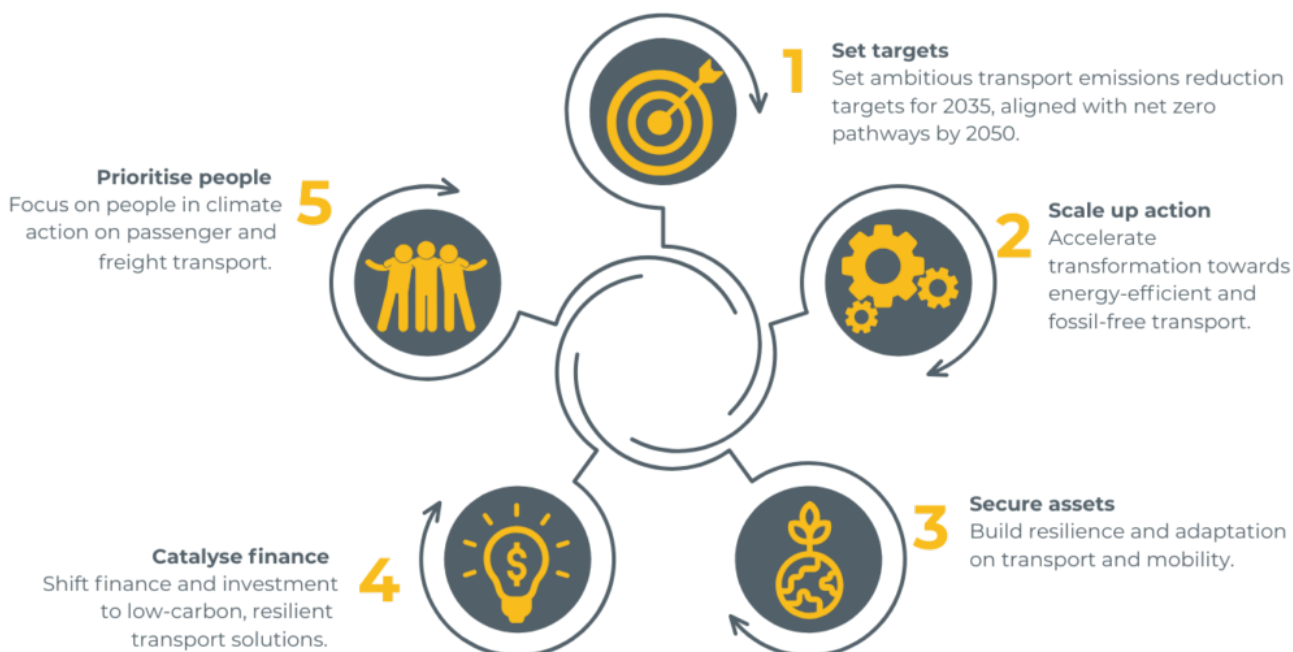 1
Set targets
Set ambitious transport emissions reduction
targets for 2035, aligned with net zero
pathways by 2050.
2
Scale up action
Accelerate
transformation towards
energy-efficient and
fossil-free transport.
3
Secure assets
Build resilience and adaptation
on transport and mobility.
4
Catalyse finance
Shift finance and investment
to low-carbon, resilient
transport solutions.
$
5
Prioritise people
Focus on people in climate
action on passenger and
freight transport.